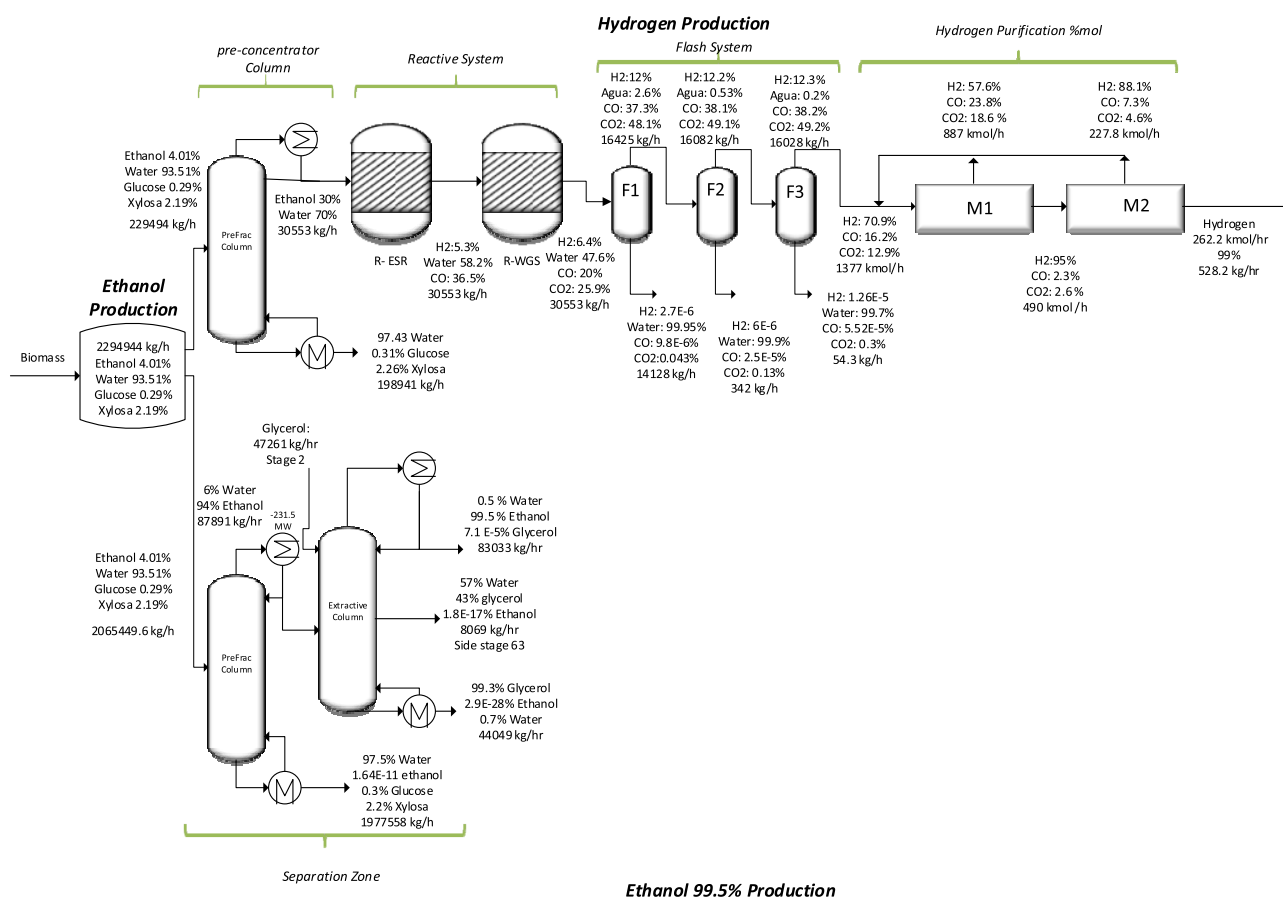 Hydrogen Production
pre-concentrator
Column
Reactive System
Flash System
Hydrogen Purification %mol
H2:12%
Agua: 2.6%
CO: 37.3%
CO2: 48.1%
16425 kg/h
H2:12.2%
Agua: 0.53%
CO: 38.1%
CO2: 49.1%
16082 kg/h
H2:12.3%
Agua: 0.2%
CO: 38.2%
CO2: 49.2%
16028 kg/h
H2: 57.6%
CO: 23.8%
CO2: 18.6 %
887 kmol/h
H2: 88.1%
CO: 7.3%
CO2: 4.6%
227.8 kmol/h
Ethanol 4.01%
Water 93.51%
Glucose 0.29%
Xylosa 2.19%
229494 kg/h
PreFrac
Column
Ethanol 30%
Water 70%
30553 kg/h
R- ESR
H2:5.3%
Water 58.2%
CO: 36.5%
30553 kg/h
R-WGS
H2:6.4%
Water 47.6%
CO: 20%
CO2: 25.9%
30553 kg/h
F1
F2
F3
M1
M2
H2: 70.9%
CO: 16.2%
CO2: 12.9%
1377 kmol/h
H2:95%
CO: 2.3%
CO2: 2.6%
490 kmol /h
Hydrogen
262.2 kmol/hr
99%
528.2 kg/hr
H2: 2.7E-6
Water: 99.95%
CO: 9.8E-6%
CO2:0.043%
14128 kg/h
H2: 6E-6
Water: 99.9%
CO: 2.5E-5%
CO2: 0.13%
342 kg/h
H2: 1.26E-5
Water: 99.7%
CO: 5.52E-5%
CO2: 0.3%
54.3 kg/h
Ethanol
Production
Biomass
2294944 kg/h
Ethanol 4.01%
Water 93.51%
Glucose 0.29%
Xylosa 2.19%
97.43 Water
0.31% Glucose
2.26% Xylosa
198941 kg/h
Glycerol:
47261 kg/hr
Stage 2
6% Water
94% Ethanol
87891 kg/hr
-231.5
MW
Ethanol 4.01%
Water 93.51%
Glucose 0.29%
Xylosa 2.19%
2065449.6 kg/h
PreFrac
Column
Extractive
Column
0.5 % Water
99.5 % Ethanol
7.1 E-5% Glycerol
83033 kg/hr
57% Water
43% glycerol
1.8E-17% Ethanol
8069 kg/hr
Side stage 63
99.3% Glycerol
2.9E-28% Ethanol
0.7% Water
44049 kg/hr
97.5% Water
1.64E-11 ethanol
0.3% Glucose
2.2% Xylosa
1977558 kg/h
Separation Zone
Ethanol 99.5% Production